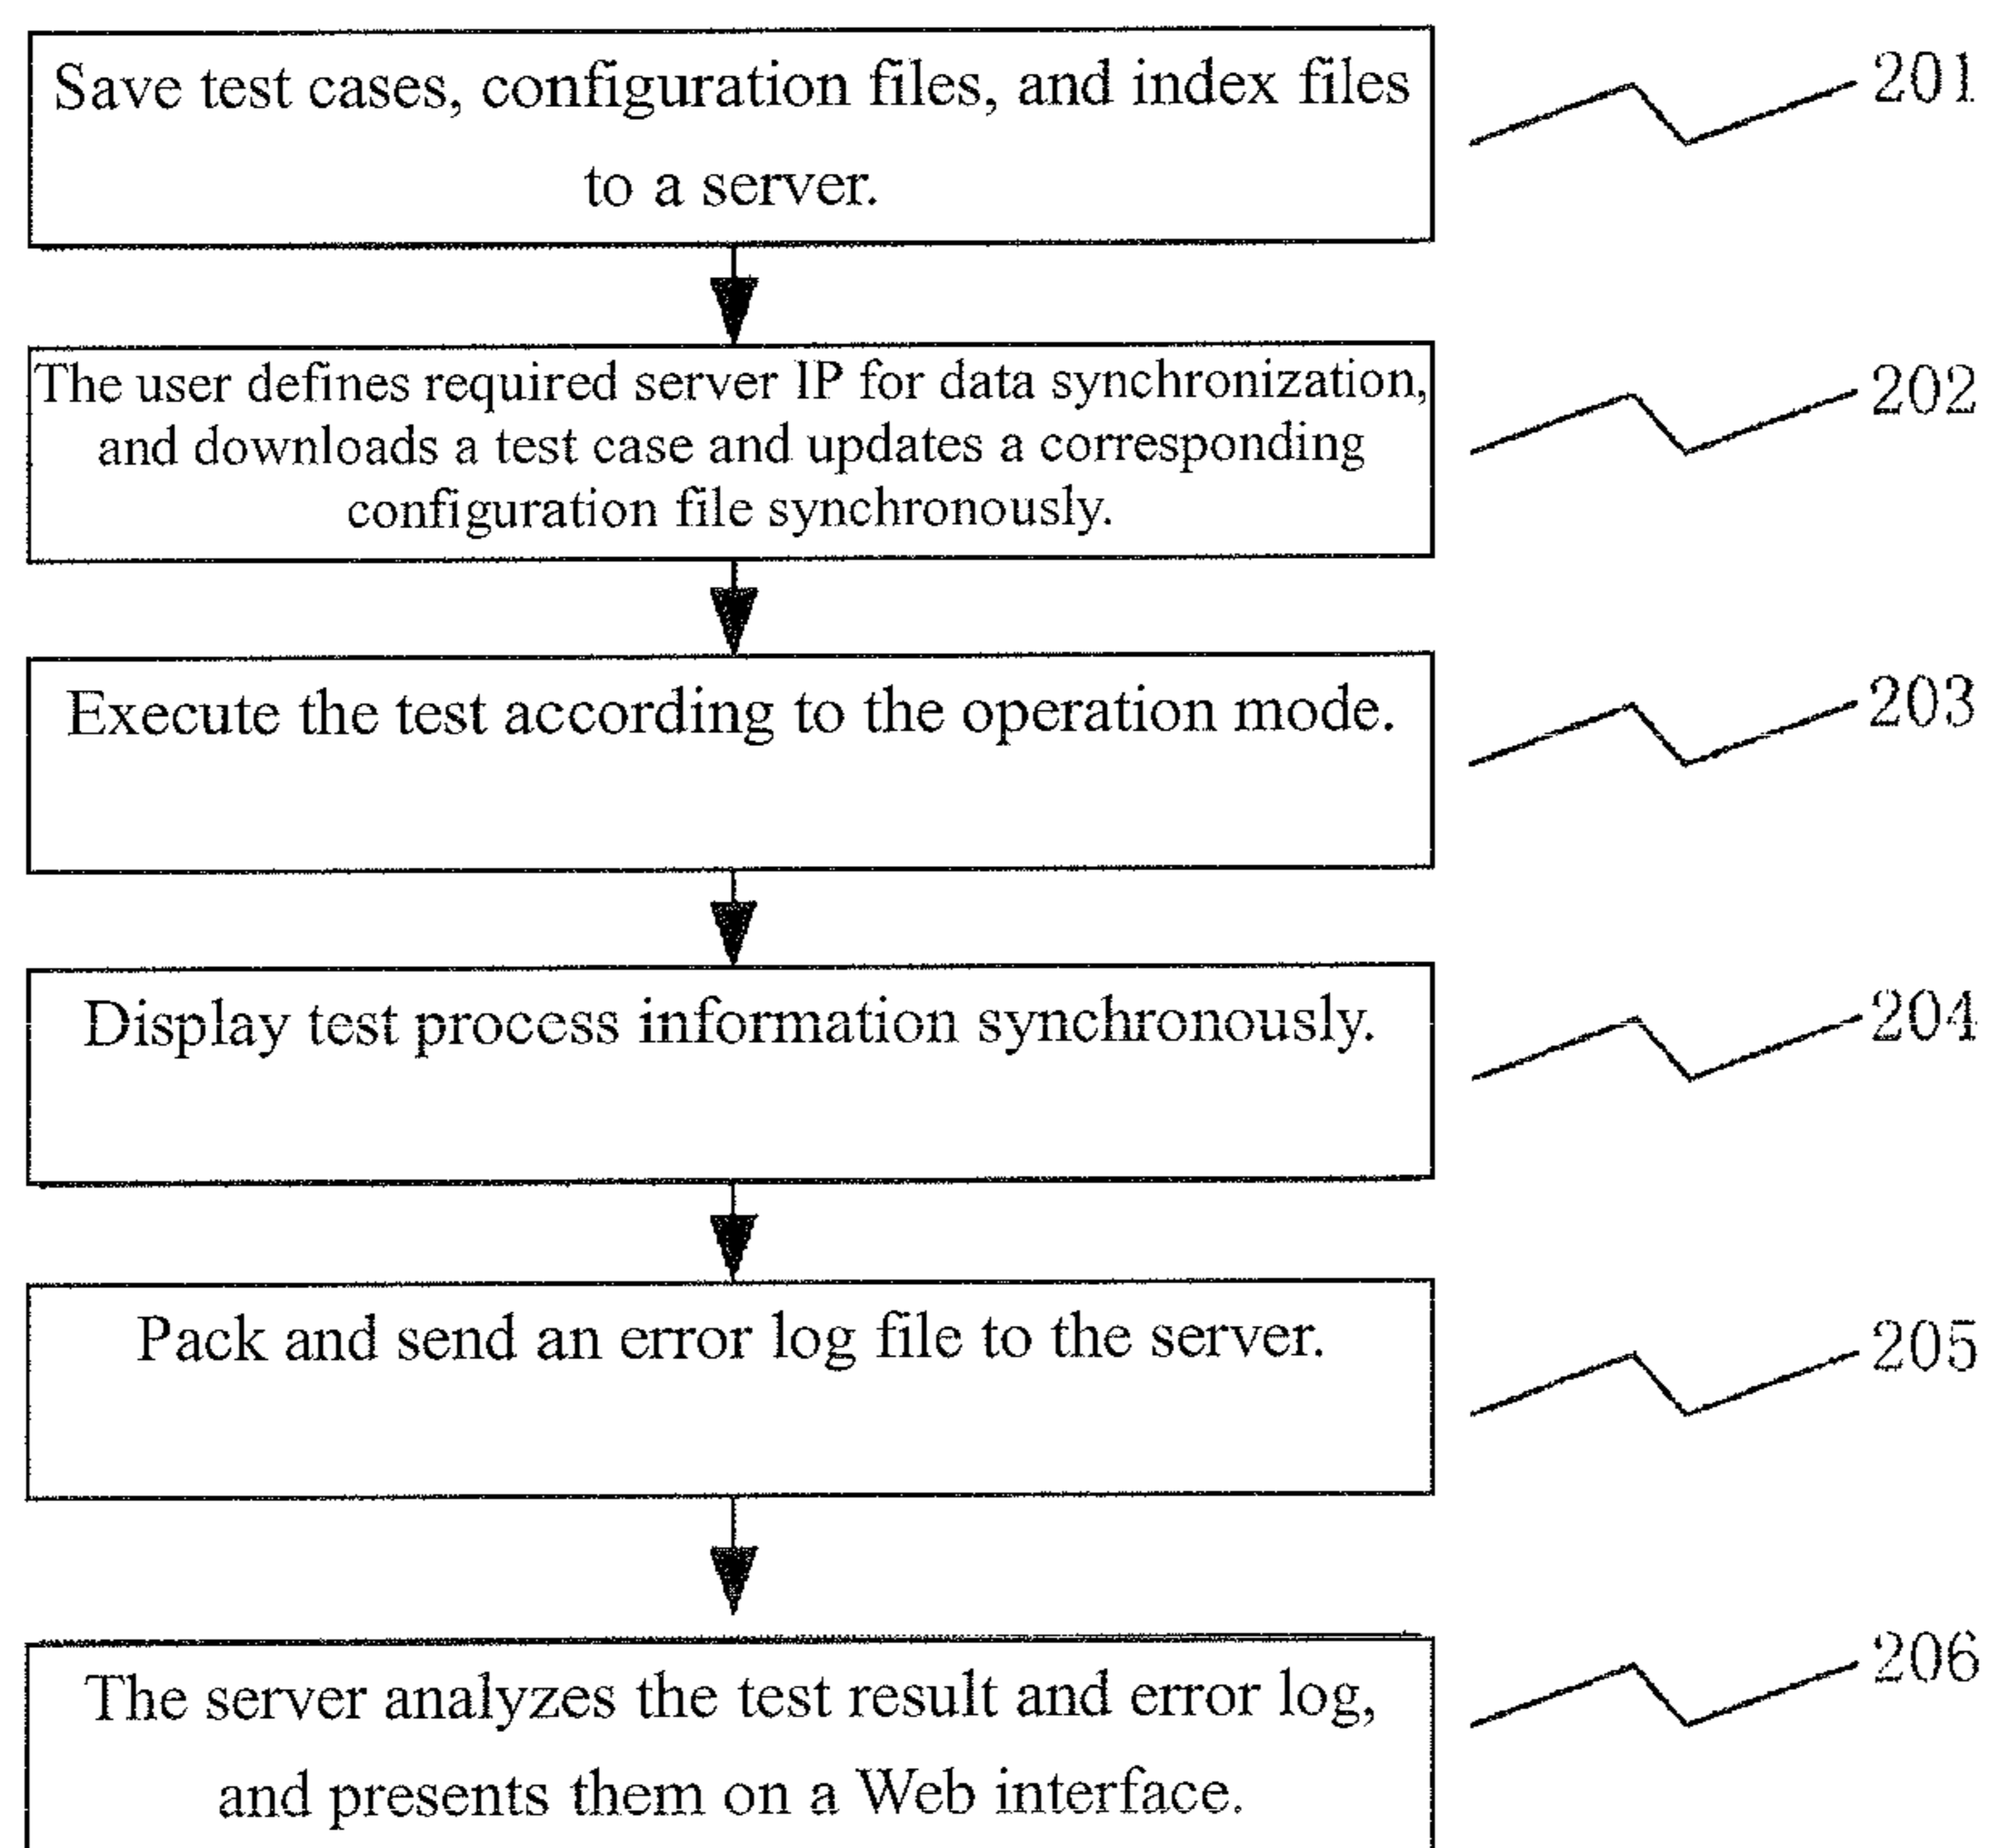 Save test cases, configuration files, and index files
to a server.
201
The user defines required server IP for data synchronization,
and downloads a test case and updates a corresponding
configuration file synchronously.
202
Execute the test according to the operation mode.
203
Display test process information synchronously.
204
Pack and send an error log file to the server.
205
The server analyzes the test result and error log,
and presents them on a Web interface.
206